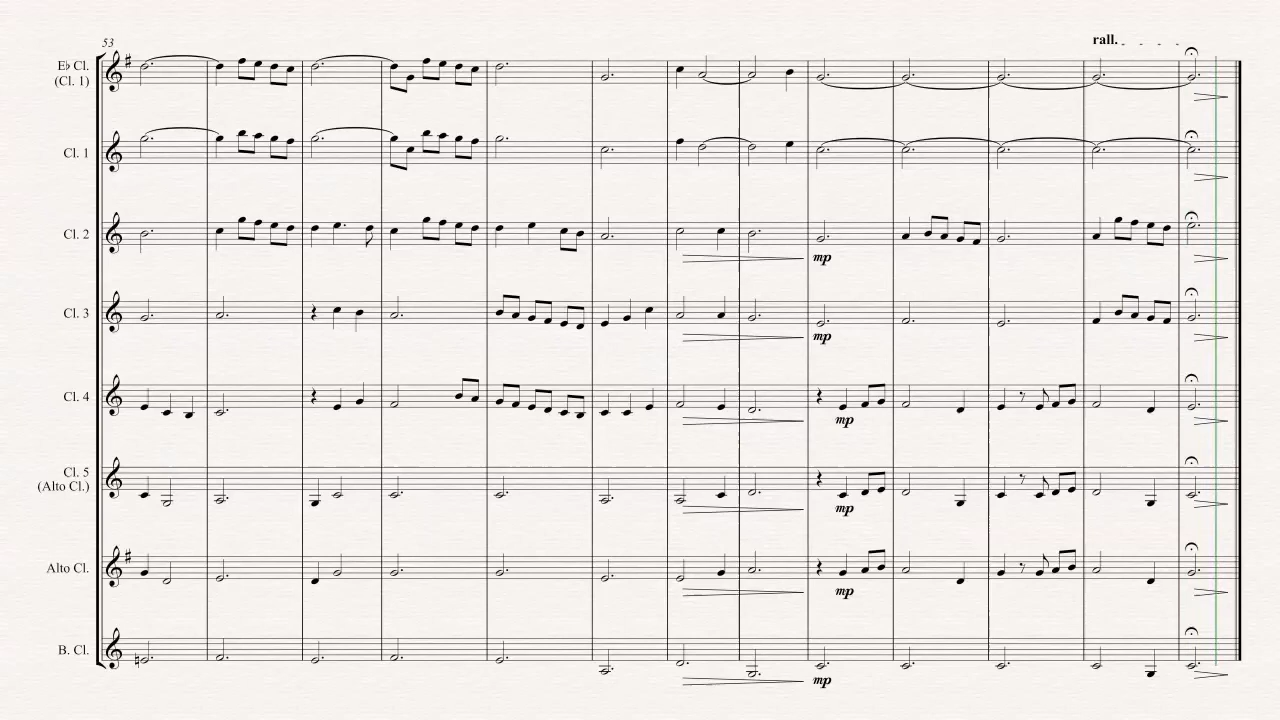 53
rall.
E♭ Cl.
(Cl. 1)
Cl. 1
Cl. 2
mp
Cl. 3
mp
Cl. 4
mp
Cl. 5
(Alto Cl.)
mp
Alto Cl.
mp
B. Cl.
mp